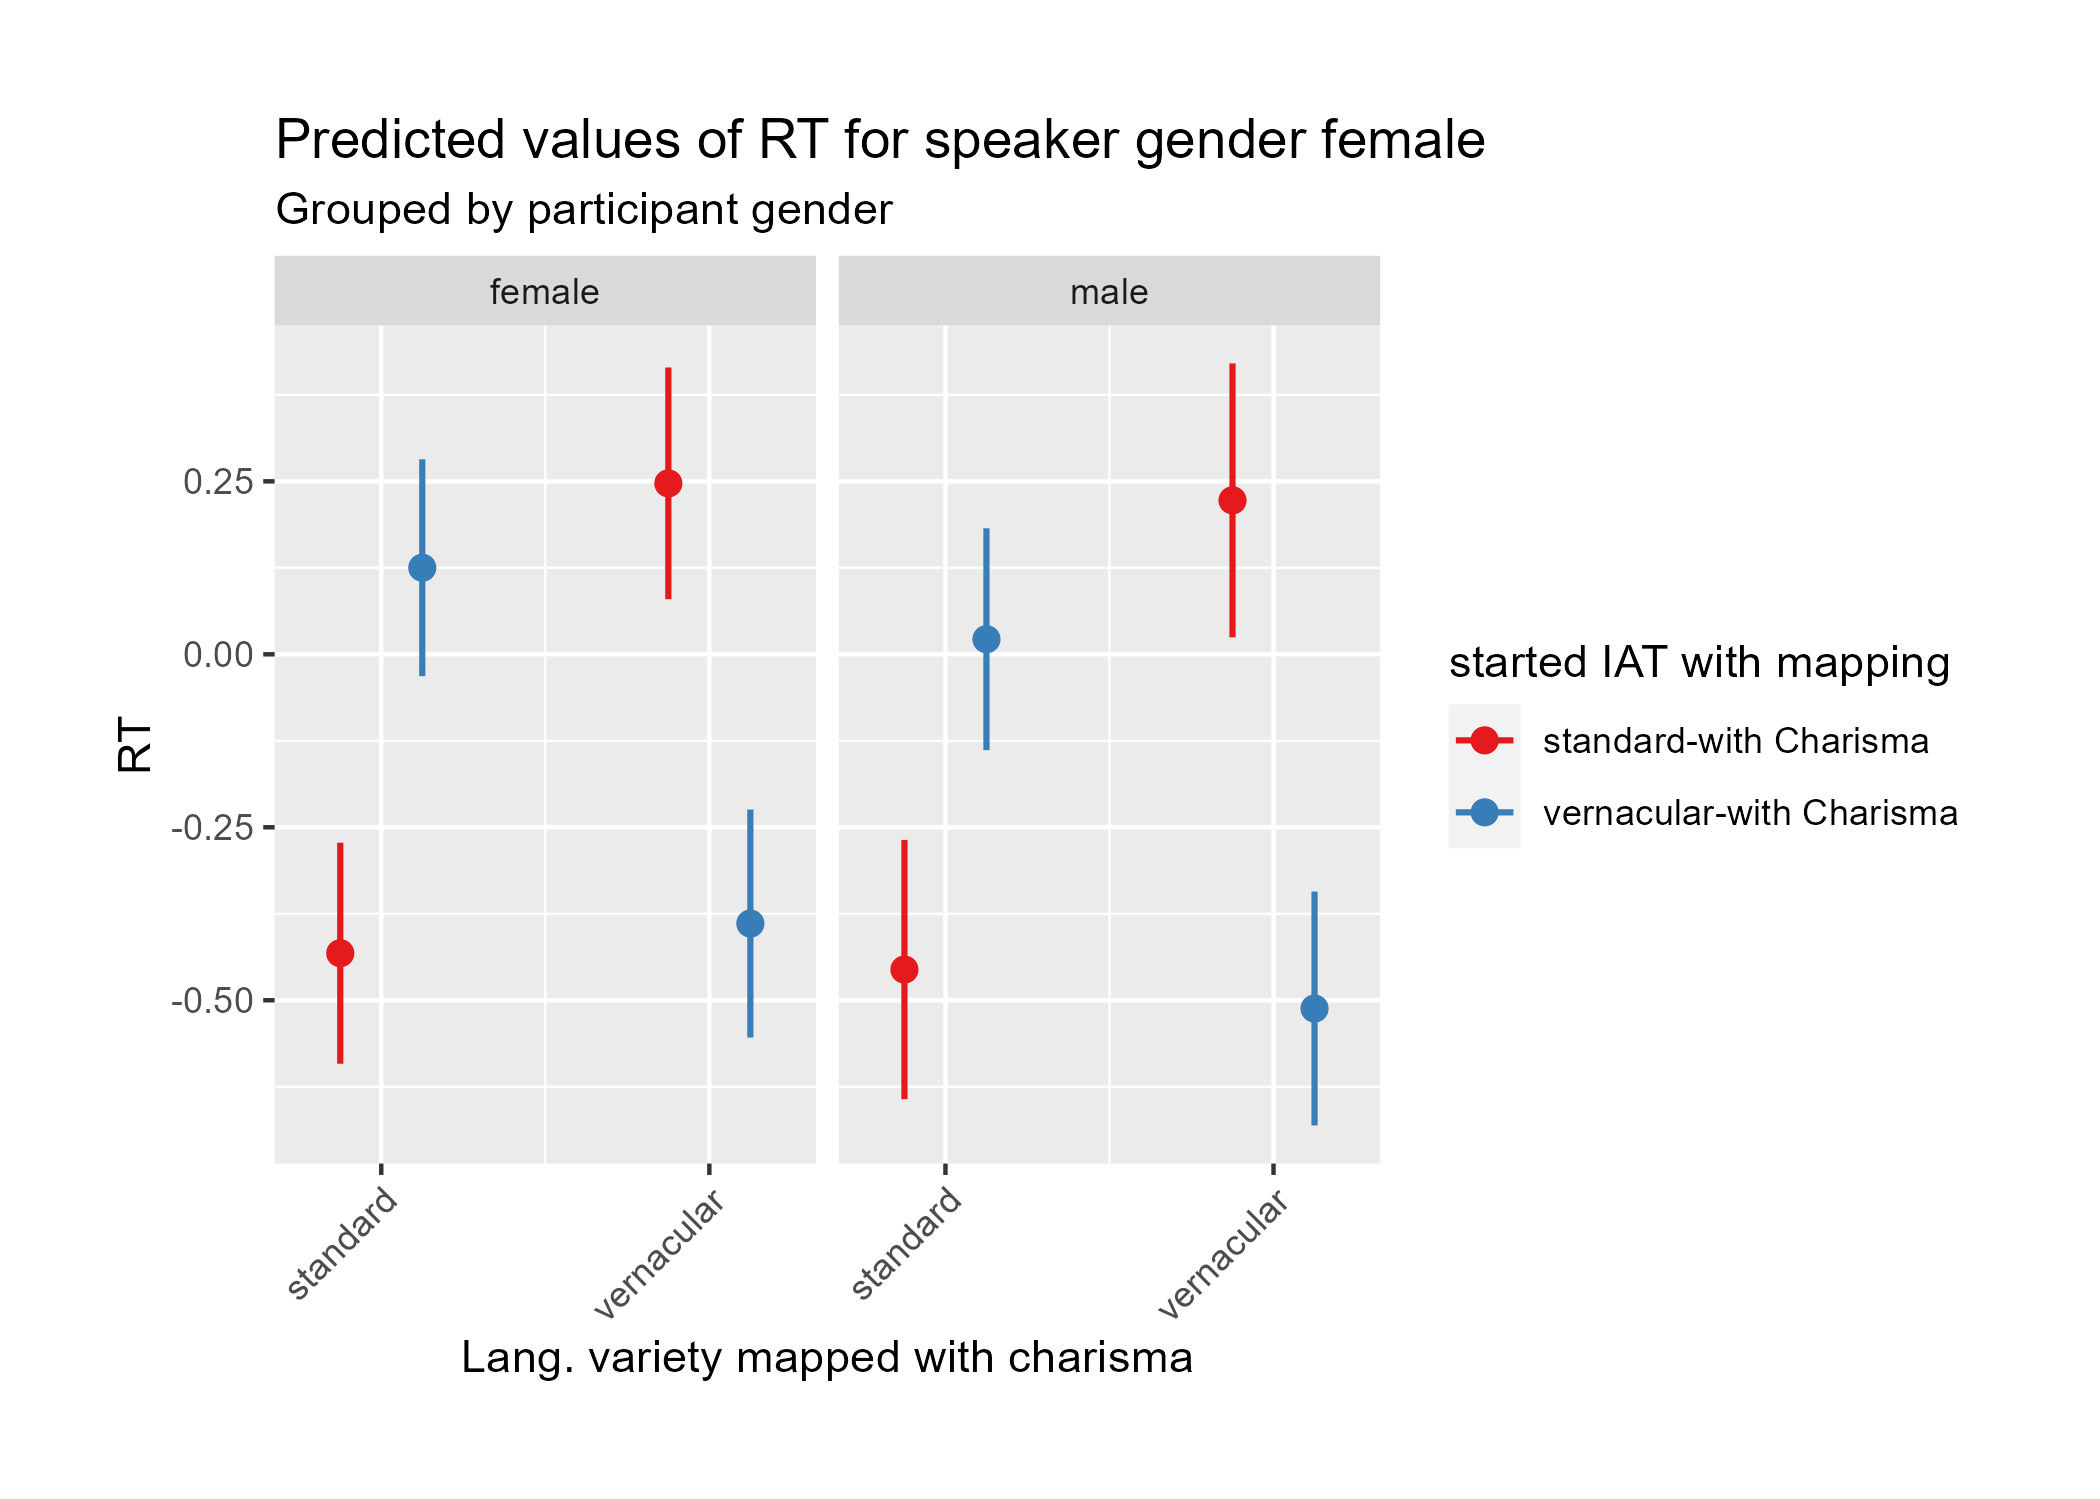 Predicted values of RT for speaker gender female
Grouped by participant gender
female
male
0.25
0.00
-0.25
-0.50
RT
standard
vernacular
standard
vernacular
Lang. variety mapped with charisma
started IAT with mapping
standard-with Charisma
vernacular-with Charisma